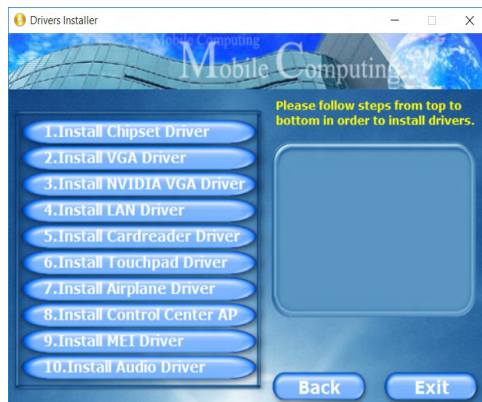 Drivers Installer
Mobile Computing
Mobile Computing
Please follow steps from top to
bottom in order to install drivers.
1.Install Chipset Driver
2.Install VGA Driver
3.Install NVIDIA VGA Driver
4.Install LAN Driver
5.Install Cardreader Driver
6.Install Touchpad Driver
7.Install Airplane Driver
8.Install Control Center AP
9.Install MEI Driver
10.Install Audio Driver
Back Exit